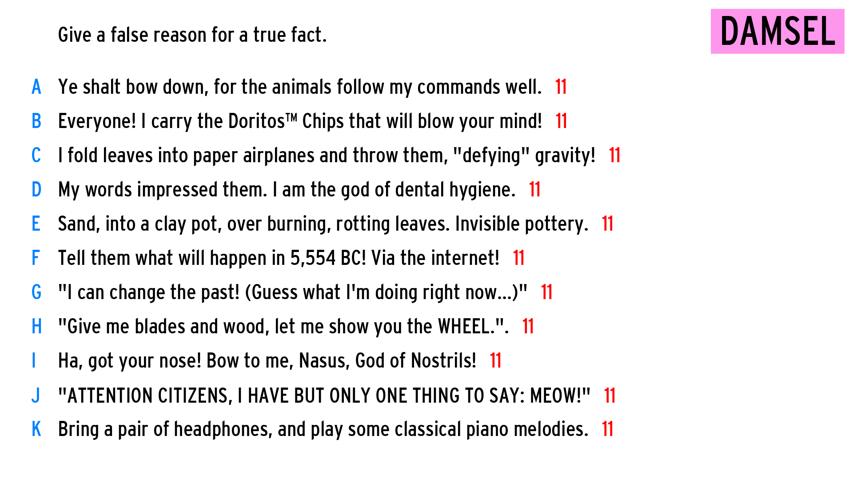 Give a false reason for a true fact.
DAMSEL
A Ye shalt bow down, for the animals follow my commands well. 11
B Everyone! I carry the Doritos™ Chips that will blow your mind! 11
C I fold leaves into paper airplanes and throw them, "defying" gravity! 11
D My words impressed them. I am the god of dental hygiene. 11
E Sand, into a clay pot, over burning, rotting leaves. Invisible pottery. 11
F Tell them what will happen in 5,554 BC! Via the internet! 11
G "I can change the past! (Guess what I'm doing right now...)" 11
H "Give me blades and wood, let me show you the WHEEL.". 11
I Ha, got your nose! Bow to me, Nasus, God of Nostrils! 11
J "ATTENTION CITIZENS, I HAVE BUT ONLY ONE THING TO SAY: MEOW!" 11
K Bring a pair of headphones, and play some classical piano melodies. 11